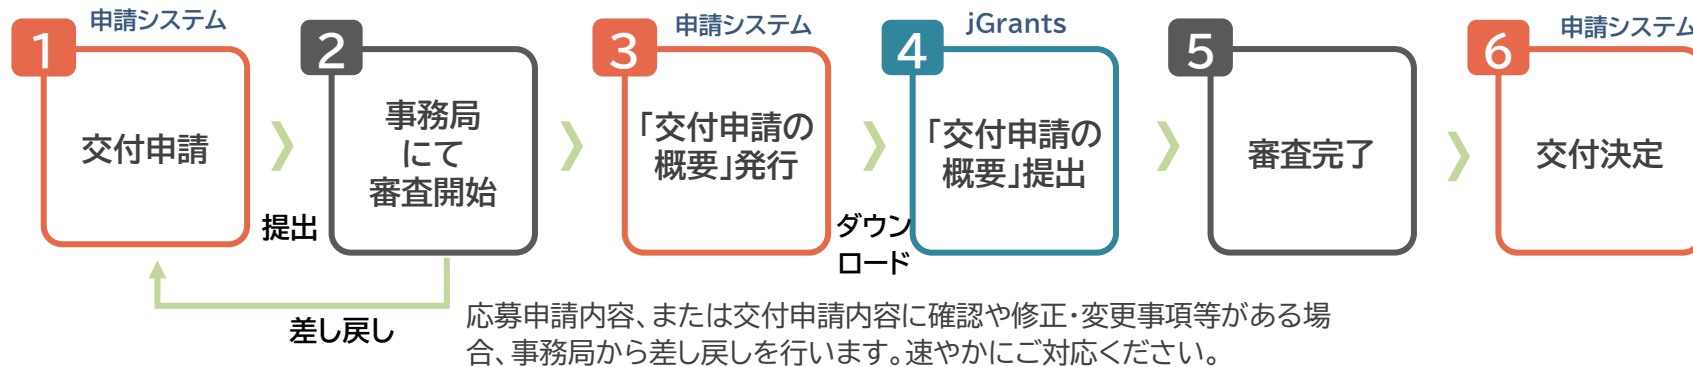 申請システム
1
交付申請
提出
2
事務局
にて
審査開始
差し戻し
申請システム
3
「交付申請の
概要」発行
ダウン
ロード
jGrants
4
「交付申請の
概要」提出
5
審査完了
申請システム
6
交付決定
応募申請内容、または交付申請内容に確認や修正・変更事項等がある場
合、事務局から差し戻しを行います。速やかにご対応ください。